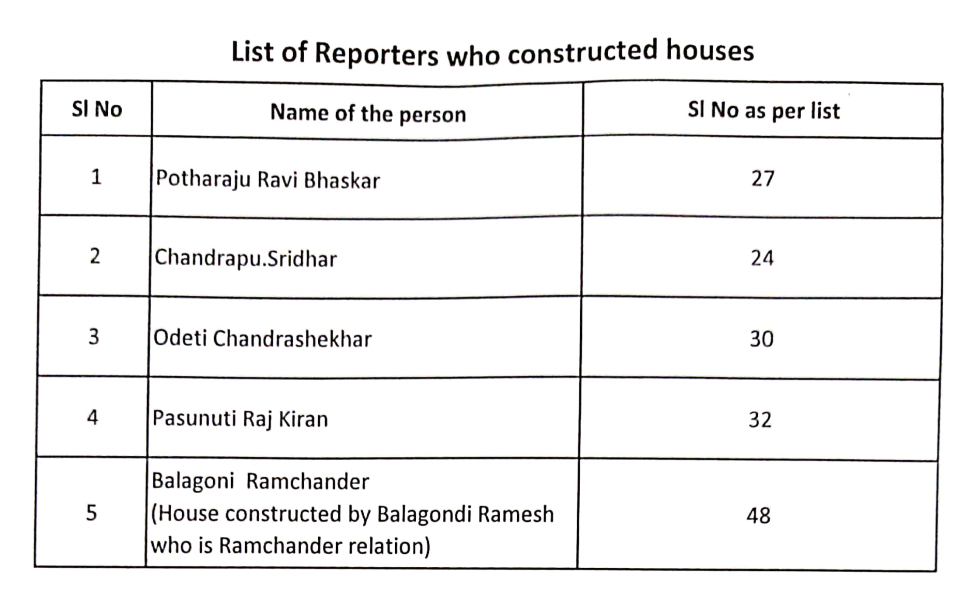 List of Reporters who constructed houses
Sl No Name of the person Sl No as per list
1 Potharaju Ravi Bhaskar 27
2 Chandrapu.Sridhar 24
3 Odeti Chandrashekhar 30
4 Pasunuti Raj Kiran 32
Balagoni Ramchander
5 (House constructed by Balagondi Ramesh 48
who is Ramchander relation)